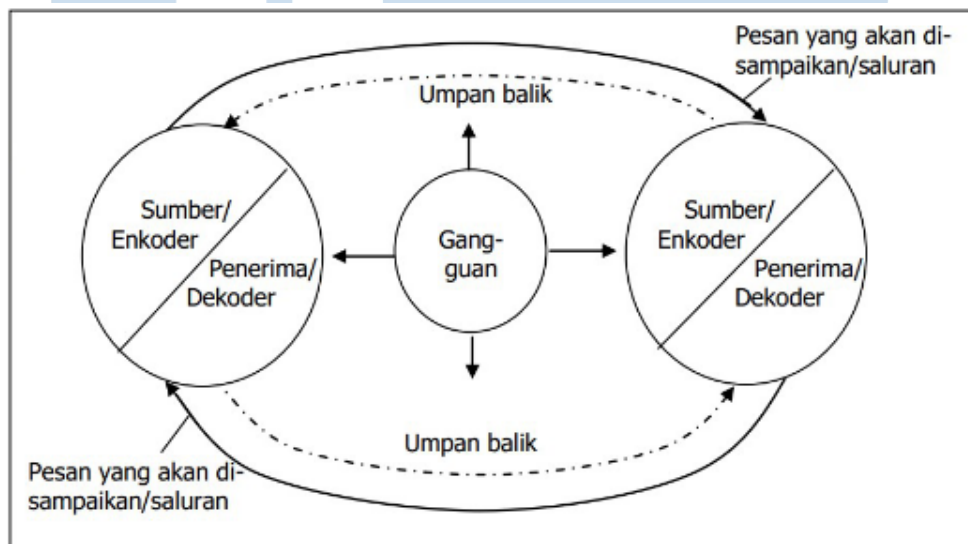 Pesan yang akan di-
sampaikan/saluran
Umpan balik
Sumber/
Enkoder
Penerima/
Dekoder
Gang-
guan
Sumber/
Enkoder
Penerima/
Dekoder
Umpan balik
Pesan yang akan di-
sampaikan/saluran